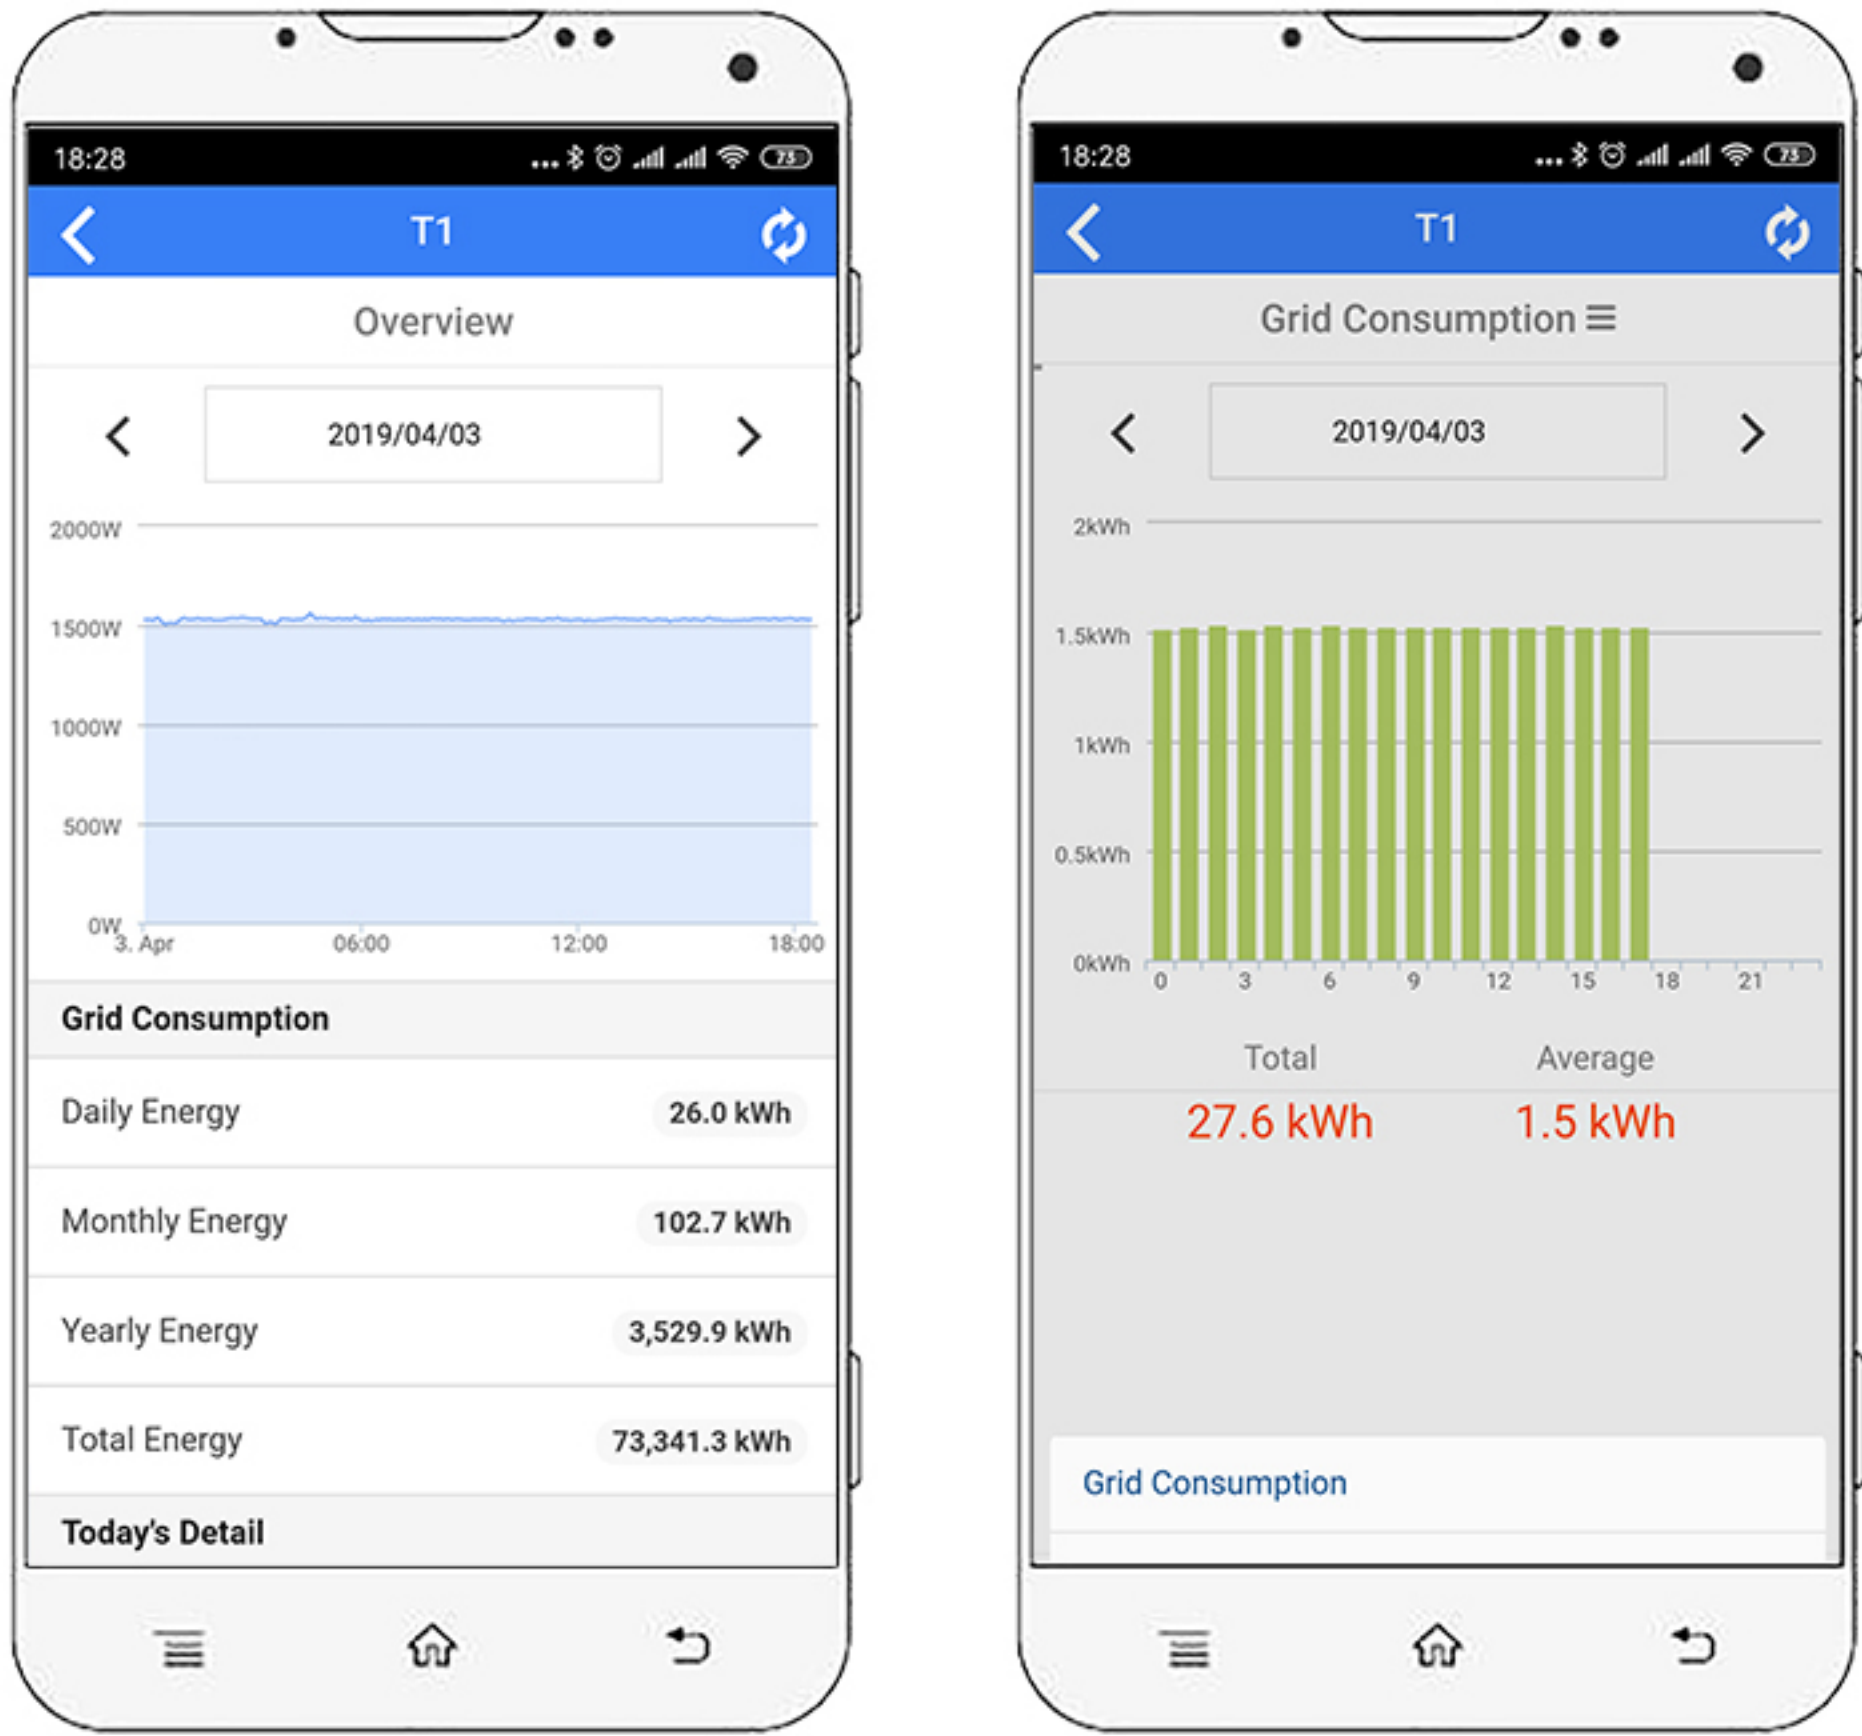 18:28
73
T1
Overview
2019/04/03
2000W
1500W
1000W
500W
0W
3. Apr 06:00 12:00 18:00
Grid Consumption
Daily Energy 26.0 kWh
Monthly Energy 102.7 kWh
Yearly Energy 3,529.9 kWh
Total Energy 73,341.3 kWh
Today's Detail
18:28
73
T1
Grid Consumption
2019/04/03
2kWh
1.5kWh
1kWh
0.5kWh
0kWh
0 3 6 9 12 15 18 21
Total Average
27.6 kWh 1.5 kWh
Grid Consumption